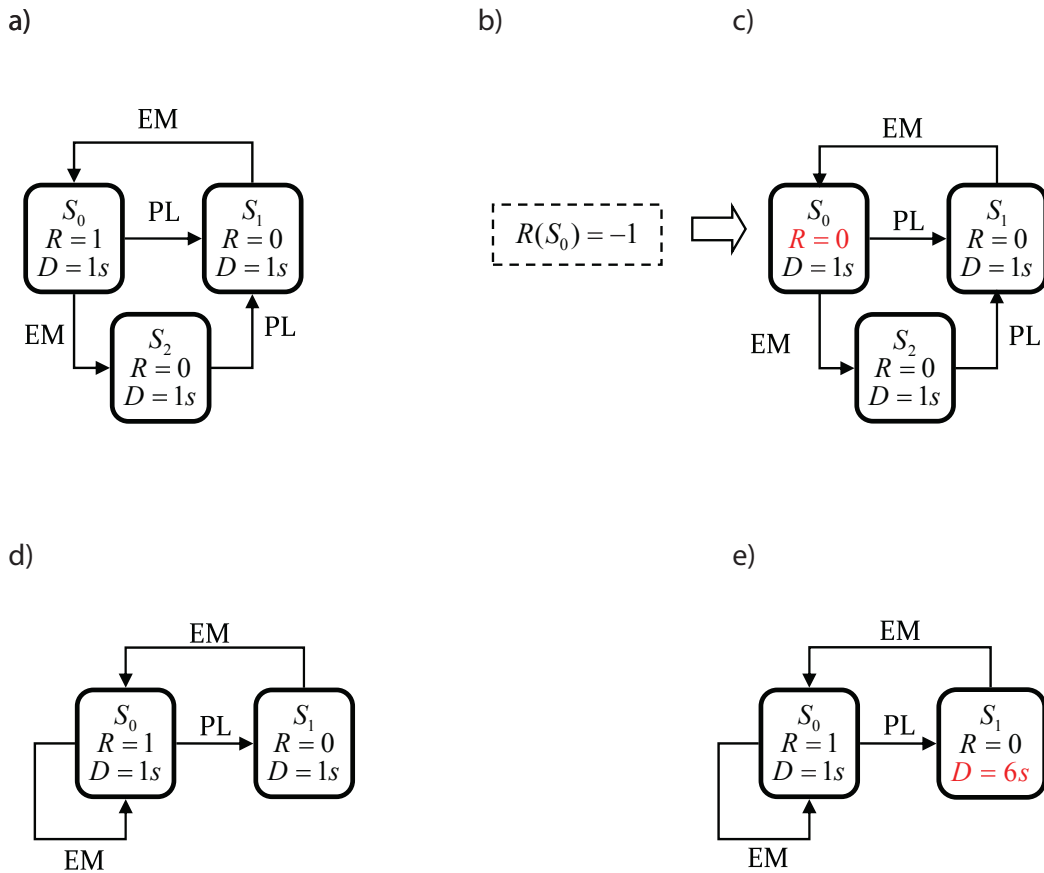 a)
b)
c)
EM
S₀
R = 1
D = 1s
PL
S₁
R = 0
D = 1s
EM
S₂
R = 0
D = 1s
PL
R(S₀) = –1
EM
S₀
R = 0
D = 1s
PL
S₁
R = 0
D = 1s
EM
S₂
R = 0
D = 1s
PL
d)
e)
EM
S₀
R = 1
D = 1s
PL
S₁
R = 0
D = 1s
EM
EM
S₀
R = 1
D = 1s
PL
S₁
R = 0
D = 6s
EM